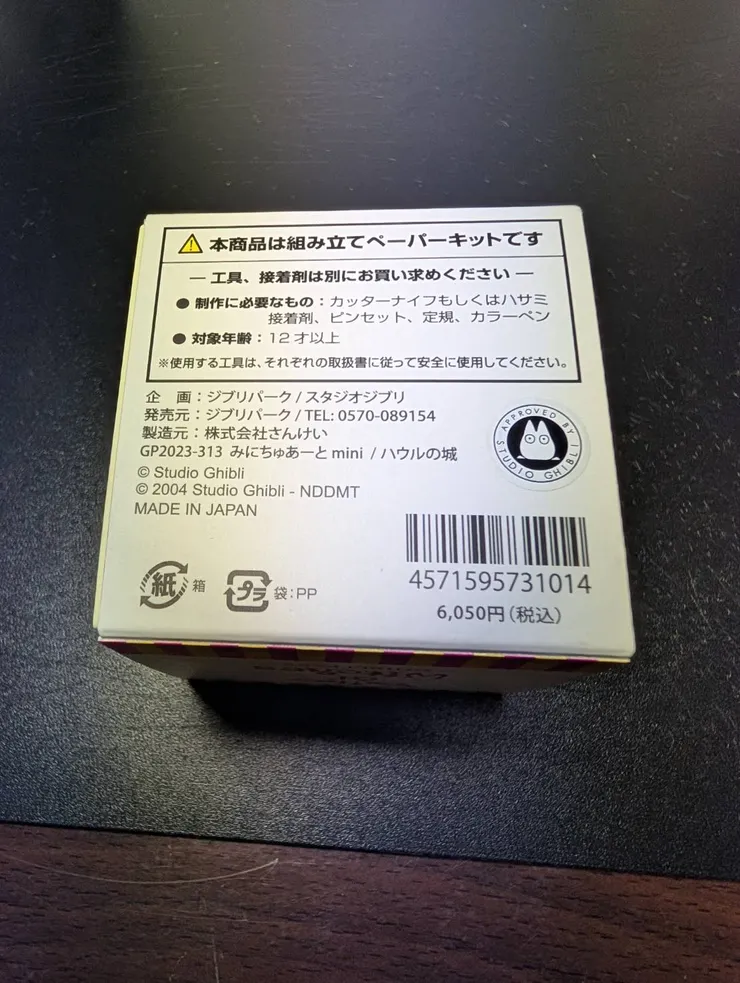 本商品は組み立てペーパーキットです
― 工具、接着剤は別にお買い求めください ―
● 制作に必要なもの：カッターナイフもしくはハサミ
接着剤、ピンセット、定規、カラーペン
● 対象年齢：12才以上
※使用する工具は、それぞれの取扱書に従って安全に使用してください。
企　画：ジブリパーク / スタジオジブリ
発売元：ジブリパーク / TEL: 0570-089154
製造元：株式会社さんけい
GP2023-313 みにちゅあーと mini / ハウルの城
© Studio Ghibli
© 2004 Studio Ghibli - NDDMT
MADE IN JAPAN
APPROVED BY
STUDIO GHIBLI
4571595731014
6,050円（税込）
紙 箱
プラ 袋：PP